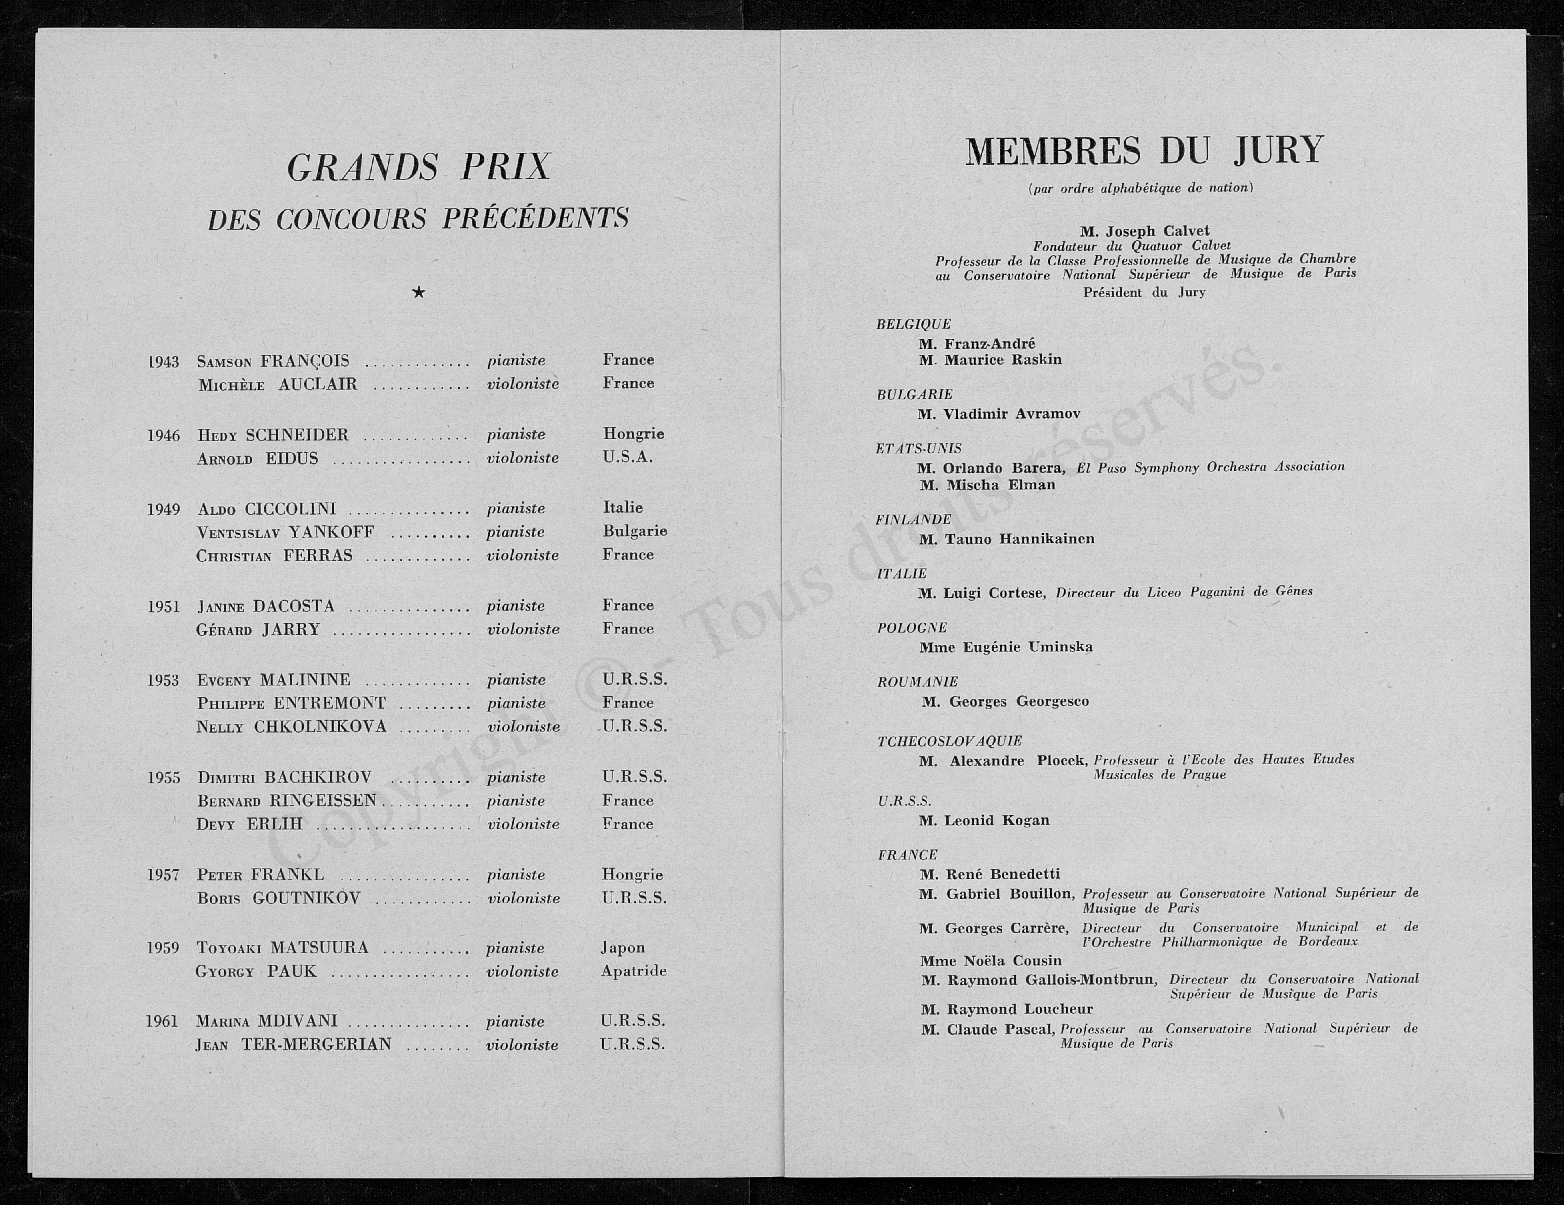 GRANDS PRIX
DES CONCOURS PRÉCÉDENTS
★
1943 SAMSON FRANÇOIS ............. pianiste France
MICHÈLE AUCLAIR ............ violoniste France
1946 HEDY SCHNEIDER ............. pianiste Hongrie
ARNOLD EIDUS ................. violoniste U.S.A.
1949 ALDO CICCOLINI ............... pianiste Italie
VENTSISLAV YANKOFF .......... pianiste Bulgarie
CHRISTIAN FERRAS ............. violoniste France
1951 JANINE DACOSTA ............... pianiste France
GÉRARD JARRY ................. violoniste France
1953 EVGENY MALININE ............. pianiste U.R.S.S.
PHILIPPE ENTREMONT ......... pianiste France
NELLY CHKOLNIKOVA ......... violoniste U.R.S.S.
1955 DIMITRI BACHKIROV .......... pianiste U.R.S.S.
BERNARD RINGEISSEN ........... pianiste France
DEVY ERLIH ................... violoniste France
1957 PETER FRANKL ................ pianiste Hongrie
BORIS GOUTNIKOV ............ violoniste U.R.S.S.
1959 TOYOAKI MATSUURA ........... pianiste Japon
GYORGY PAUK ................. violoniste Apatride
1961 MARINA MDIVANI ............... pianiste U.R.S.S.
JEAN TER-MERGERIAN ........ violoniste U.R.S.S.
MEMBRES DU JURY
(par ordre alphabétique de nation)
M. Joseph Calvet
Fondateur du Quatuor Calvet
Professeur de la Classe Professionnelle de Musique de Chambre
au Conservatoire National Supérieur de Musique de Paris
Président du Jury
BELGIQUE
M. Franz-André
M. Maurice Raskin
BULGARIE
M. Vladimir Avramov
ETATS-UNIS
M. Orlando Barera, El Paso Symphony Orchestra Association
M. Mischa Elman
FINLANDE
M. Tauno Hannikainen
ITALIE
M. Luigi Cortese, Directeur du Liceo Paganini de Gênes
POLOGNE
Mme Eugénie Uminska
ROUMANIE
M. Georges Georgesco
TCHECOSLOVAQUIE
M. Alexandre Plocek, Professeur à l'Ecole des Hautes Etudes
Musicales de Prague
U.R.S.S.
M. Leonid Kogan
FRANCE
M. René Benedetti
M. Gabriel Bouillon, Professeur au Conservatoire National Supérieur de
Musique de Paris
M. Georges Carrère, Directeur du Conservatoire Municipal et de
l'Orchestre Philharmonique de Bordeaux
Mme Noëla Cousin
M. Raymond Gallois-Montbrun, Directeur du Conservatoire National
Supérieur de Musique de Paris
M. Raymond Loucheur
M. Claude Pascal, Professeur au Conservatoire National Supérieur de
Musique de Paris
Copyright © - Tous droits réservés.